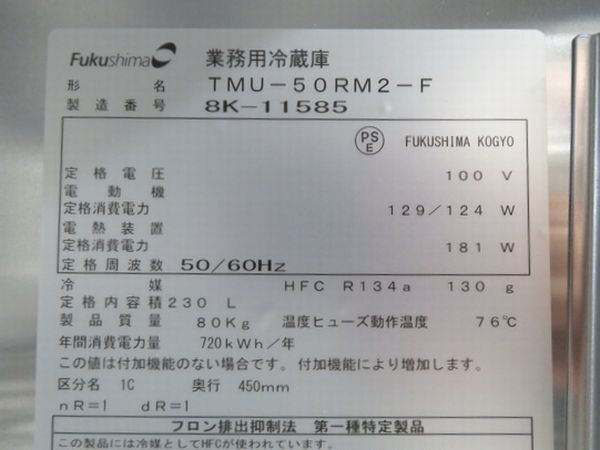 Fukushima 業務用冷蔵庫
形名 TMU-50RM2-F
製造番号 8K-11585
PSE FUKUSHIMA KOGYO
定格電圧 100 V
電動機
定格消費電力 129/124 W
電熱装置
定格消費電力 181 W
定格周波数 50/60Hz
冷媒 HFC R134a 130 g
定格内容積 230 L
製品質量 80Kg 温度ヒューズ動作温度 76℃
年間消費電力量 720kWh/年
この値は付加機能のない場合です。付加機能により増加します。
区分名 1C 奥行 450mm
nR=1 dR=1
フロン排出抑制法 第一種特定製品
この製品には冷媒としてHFCが使われています。